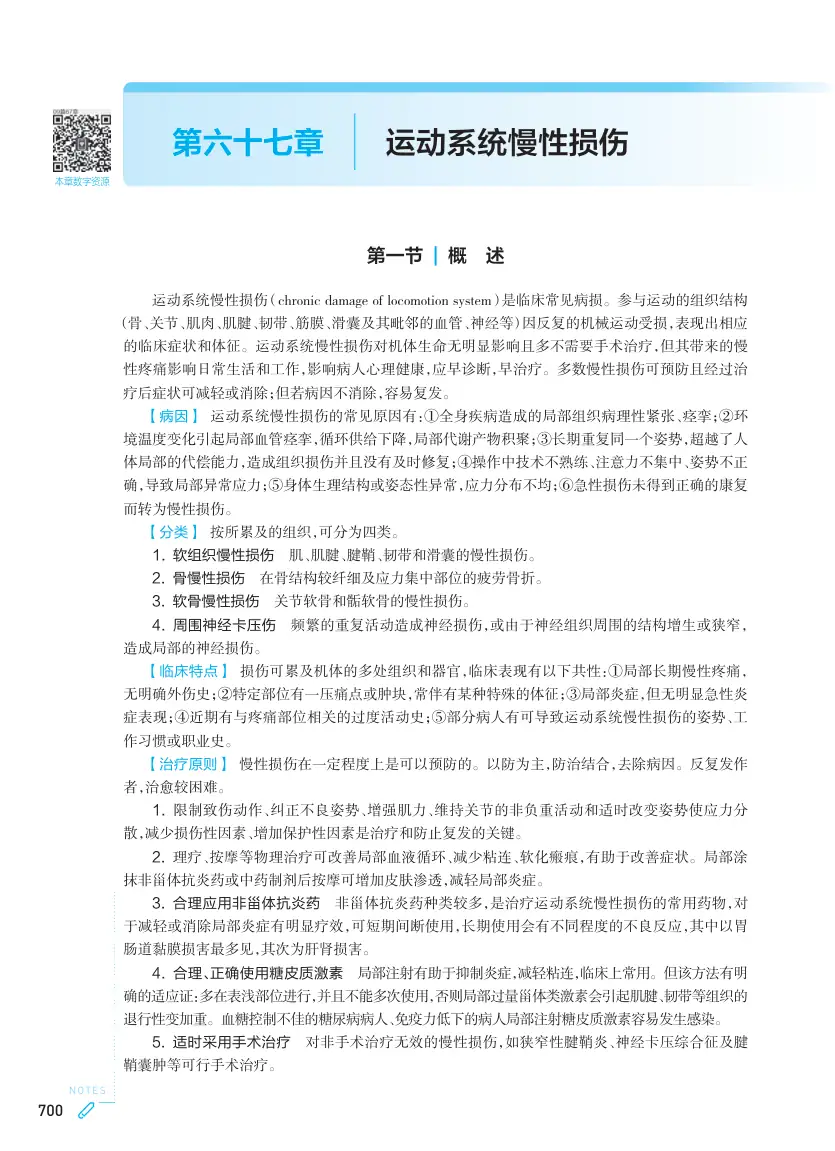 09篇67章
本章数字资源
第六十七章 运动系统慢性损伤
第一节 概 述
运动系统慢性损伤(chronic damage of locomotion system)是临床常见病损。参与运动的组织结构
(骨、关节、肌肉、肌腱、韧带、筋膜、滑囊及其毗邻的血管、神经等)因反复的机械运动受损,表现出相应
的临床症状和体征。运动系统慢性损伤对机体生命无明显影响且多不需要手术治疗,但其带来的慢
性疼痛影响日常生活和工作,影响病人心理健康,应早诊断,早治疗。多数慢性损伤可预防且经过治
疗后症状可减轻或消除;但若病因不消除,容易复发。
【病因】 运动系统慢性损伤的常见原因有:①全身疾病造成的局部组织病理性紧张、痉挛;②环
境温度变化引起局部血管痉挛,循环供给下降,局部代谢产物积聚;③长期重复同一个姿势,超越了人
体局部的代偿能力,造成组织损伤并且没有及时修复;④操作中技术不熟练、注意力不集中、姿势不正
确,导致局部异常应力;⑤身体生理结构或姿态性异常,应力分布不均;⑥急性损伤未得到正确的康复
而转为慢性损伤。
【分类】 按所累及的组织,可分为四类。
1. 软组织慢性损伤 肌、肌腱、腱鞘、韧带和滑囊的慢性损伤。
2. 骨慢性损伤 在骨结构较纤细及应力集中部位的疲劳骨折。
3. 软骨慢性损伤 关节软骨和骺软骨的慢性损伤。
4. 周围神经卡压伤 频繁的重复活动造成神经损伤,或由于神经组织周围的结构增生或狭窄,
造成局部的神经损伤。
【临床特点】 损伤可累及机体的多处组织和器官,临床表现有以下共性:①局部长期慢性疼痛,
无明确外伤史;②特定部位有一压痛点或肿块,常伴有某种特殊的体征;③局部炎症,但无明显急性炎
症表现;④近期有与疼痛部位相关的过度活动史;⑤部分病人有可导致运动系统慢性损伤的姿势、工
作习惯或职业史。
【治疗原则】 慢性损伤在一定程度上是可以预防的。以防为主,防治结合,去除病因。反复发作
者,治愈较困难。
1. 限制致伤动作、纠正不良姿势、增强肌力、维持关节的非负重活动和适时改变姿势使应力分
散,减少损伤性因素、增加保护性因素是治疗和防止复发的关键。
2. 理疗、按摩等物理治疗可改善局部血液循环、减少粘连、软化瘢痕,有助于改善症状。局部涂
抹非甾体抗炎药或中药制剂后按摩可增加皮肤渗透,减轻局部炎症。
3. 合理应用非甾体抗炎药 非甾体抗炎药种类较多,是治疗运动系统慢性损伤的常用药物,对
于减轻或消除局部炎症有明显疗效,可短期间断使用,长期使用会有不同程度的不良反应,其中以胃
肠道黏膜损害最多见,其次为肝肾损害。
4. 合理、正确使用糖皮质激素 局部注射有助于抑制炎症,减轻粘连,临床上常用。但该方法有明
确的适应证:多在表浅部位进行,并且不能多次使用,否则局部过量甾体类激素会引起肌腱、韧带等组织的
退行性变加重。血糖控制不佳的糖尿病病人、免疫力低下的病人局部注射糖皮质激素容易发生感染。
5. 适时采用手术治疗 对非手术治疗无效的慢性损伤,如狭窄性腱鞘炎、神经卡压综合征及腱
鞘囊肿等可行手术治疗。
NOTES
700